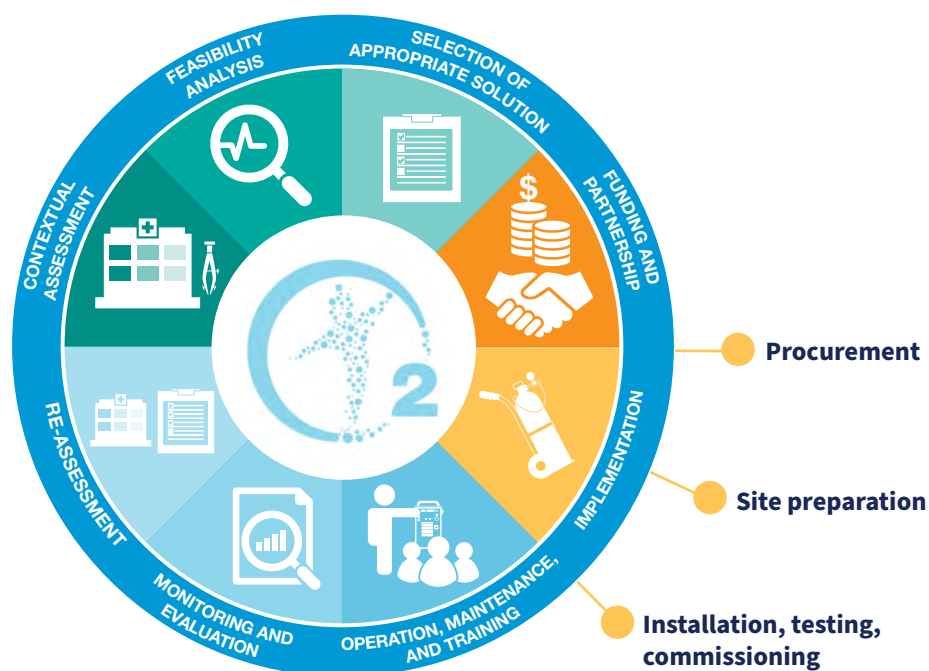 FEASIBILITY
ANALYSIS
SELECTION OF
APPROPRIATE SOLUTION
FUNDING AND
PARTNERSHIP
IMPLEMENTATION
OPERATION, MAINTENANCE,
AND TRAINING
MONITORING AND
EVALUATION
RE-ASSESSMENT
CONTEXTUAL
ASSESSMENT
$
2
Procurement
Site preparation
Installation, testing,
commissioning